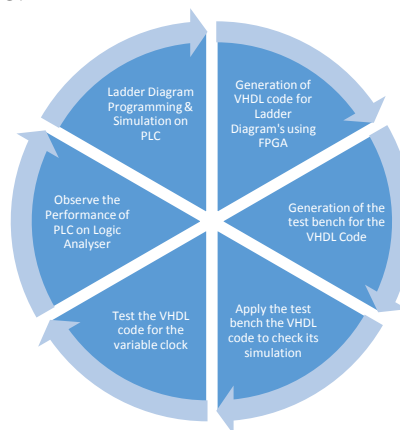 Ladder Diagram
Programming &
Simulation on
PLC
Generation of
VHDL code for
Ladder
Diagram's using
FPGA
Generation of the
test bench for the
VHDL Code
Apply the test
bench the VHDL
code to check its
simulation
Test the VHDL
code for the
variable clock
Observe the
Performance of
PLC on Logic
Analyser